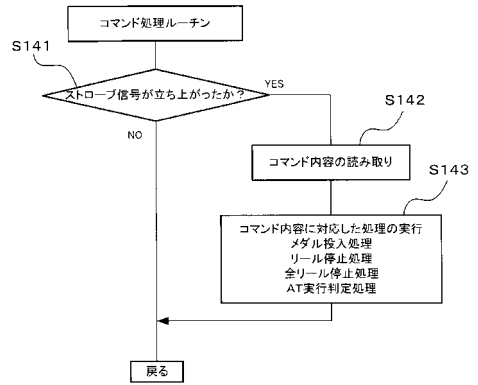 コマンド処理ルーチン
S141
ストローブ信号が立ち上がったか?
YES
NO
S142
コマンド内容の読み取り
S143
コマンド内容に対応した処理の実行
メダル投入処理
リール停止処理
全リール停止処理
AT実行判定処理
戻る